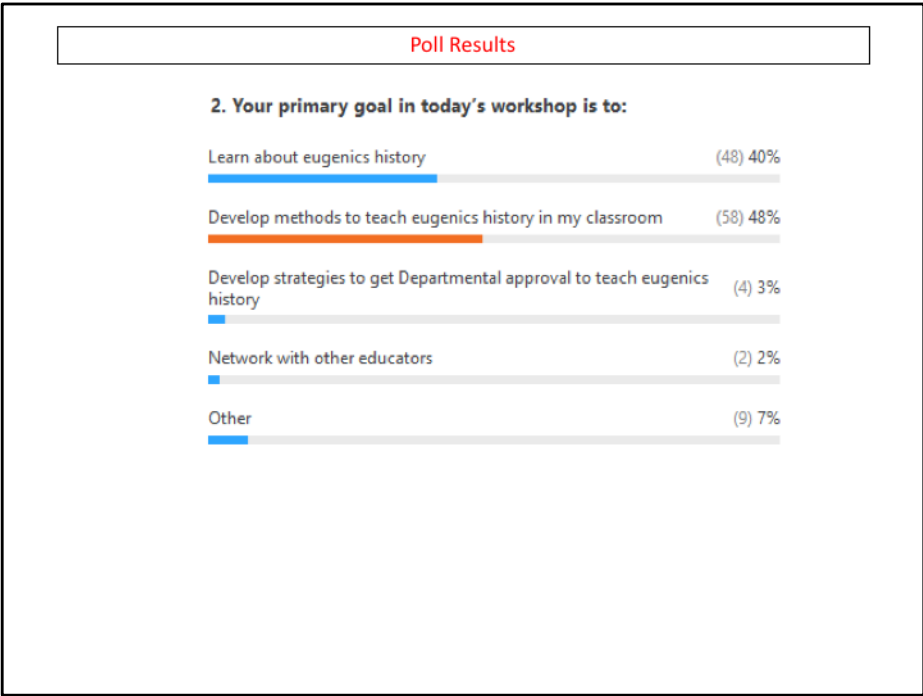 Poll Results
2. Your primary goal in today's workshop is to:
Learn about eugenics history (48) 40%
Develop methods to teach eugenics history in my classroom (58) 48%
Develop strategies to get Departmental approval to teach eugenics
history (4) 3%
Network with other educators (2) 2%
Other (9) 7%